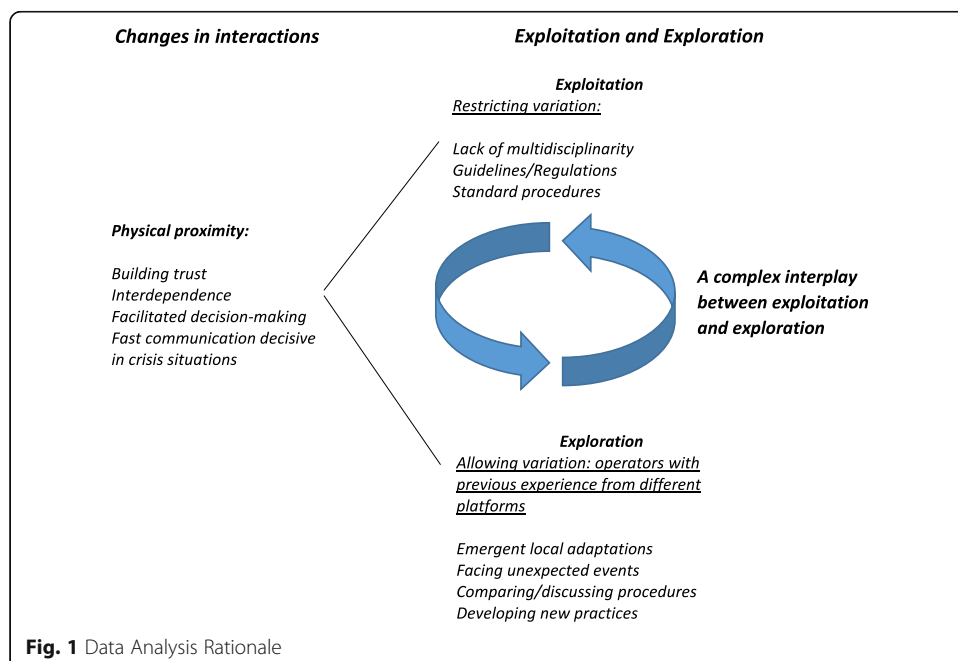 Changes in interactions
Exploitation and Exploration
Exploitation
Restricting variation:
Lack of multidisciplinarity
Guidelines/Regulations
Standard procedures
Physical proximity:
Building trust
Interdependence
Facilitated decision-making
Fast communication decisive
in crisis situations
A complex interplay
between exploitation
and exploration
Exploration
Allowing variation: operators with
previous experience from different
platforms
Emergent local adaptations
Facing unexpected events
Comparing/discussing procedures
Developing new practices
Fig. 1 Data Analysis Rationale